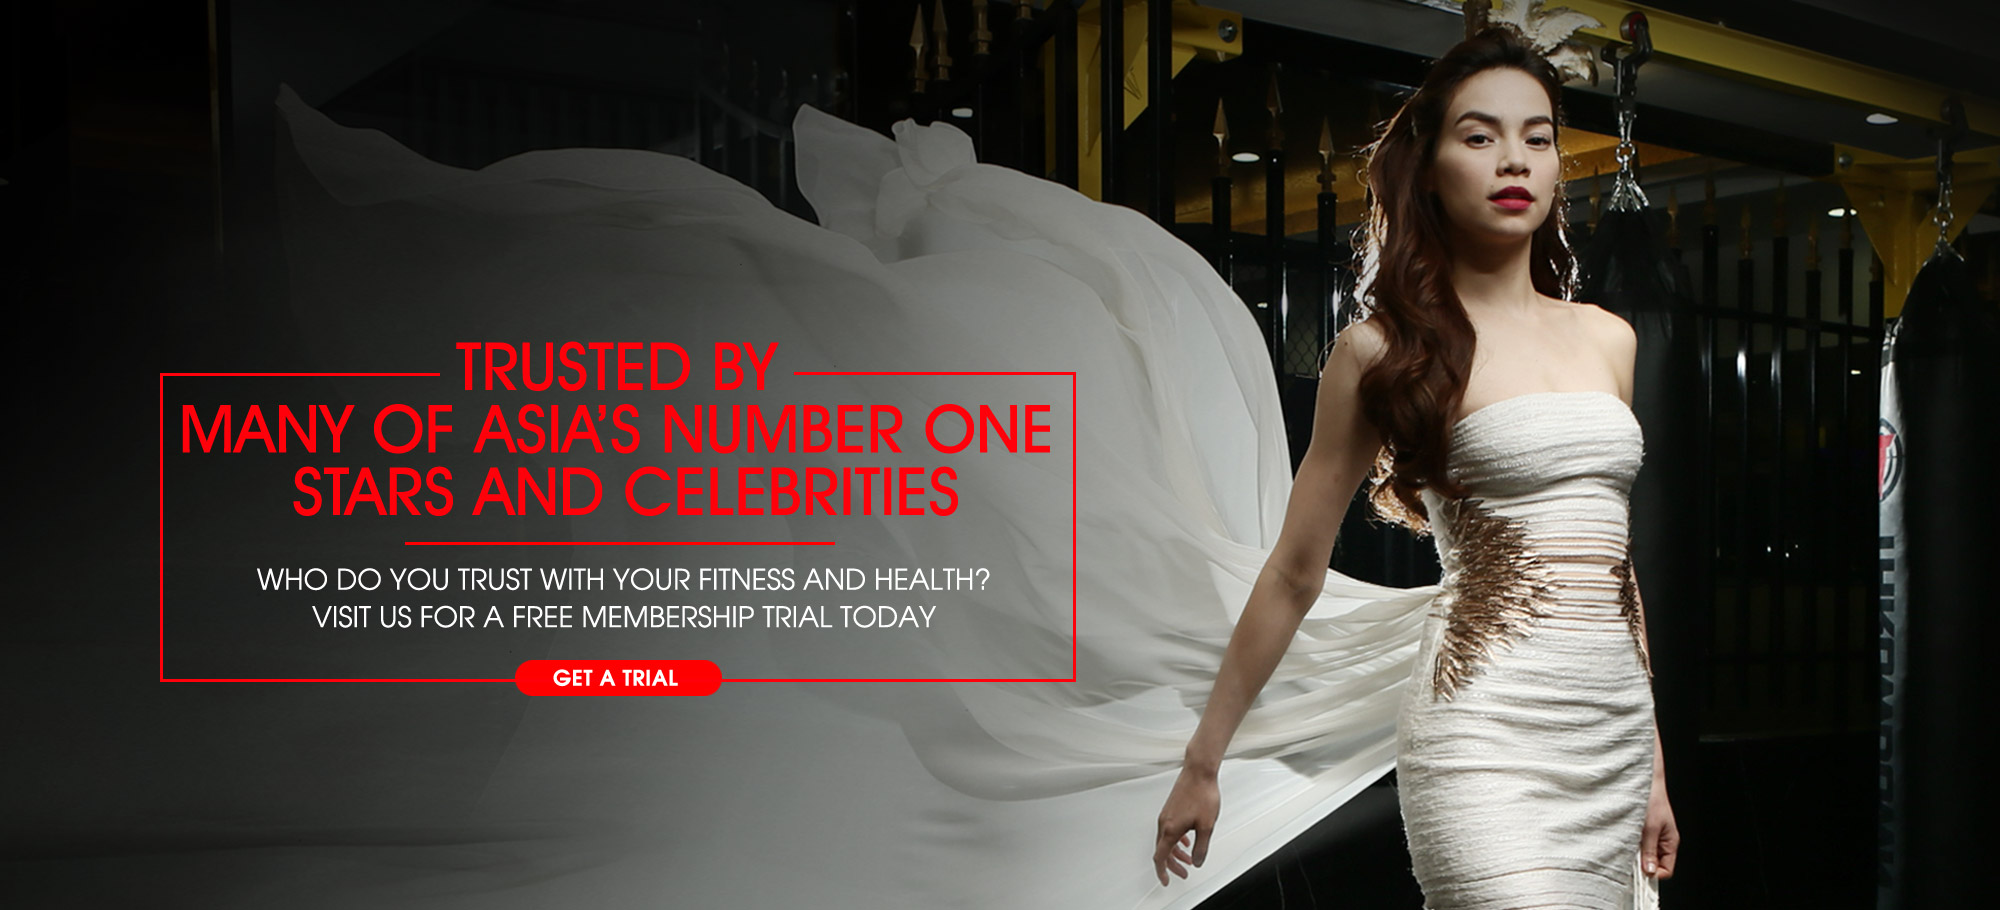 TRUSTED BY
MANY OF ASIA'S NUMBER ONE
STARS AND CELEBRITIES
WHO DO YOU TRUST WITH YOUR FITNESS AND HEALTH?
VISIT US FOR A FREE MEMBERSHIP TRIAL TODAY
GET A TRIAL